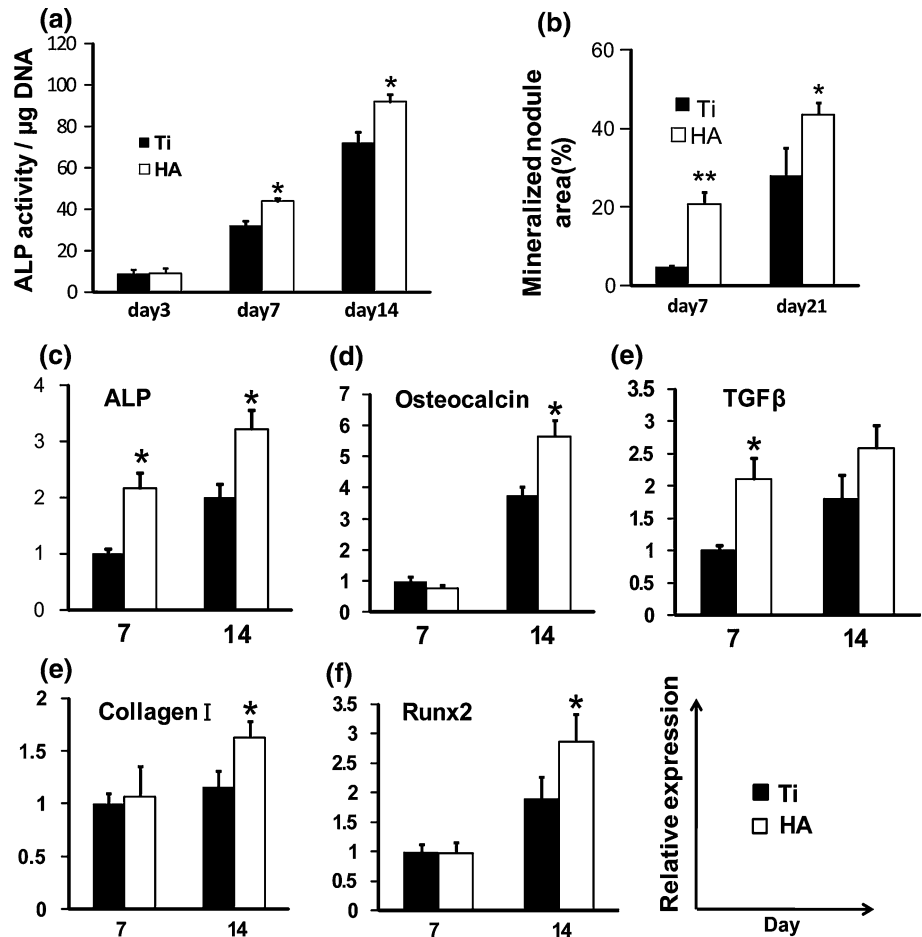 (a)
ALP activity / µg DNA
120
100
80
60
40
20
0
Ti
HA
*
*
day3 day7 day14
(b)
Mineralized nodule
area(%)
60
40
20
0
Ti
HA
**
*
day7 day21
(c)
ALP
4
3
2
1
0
*
*
7 14
(d)
Osteocalcin
7
6
5
4
3
2
1
0
*
7 14
(e)
TGFβ
3.5
3
2.5
2
1.5
1
0.5
0
*
7 14
(e)
Collagen I
2
1.5
1
0.5
0
*
7 14
(f)
Runx2
3.5
3
2.5
2
1.5
1
0.5
0
*
7 14
Relative expression
Ti
HA
Day